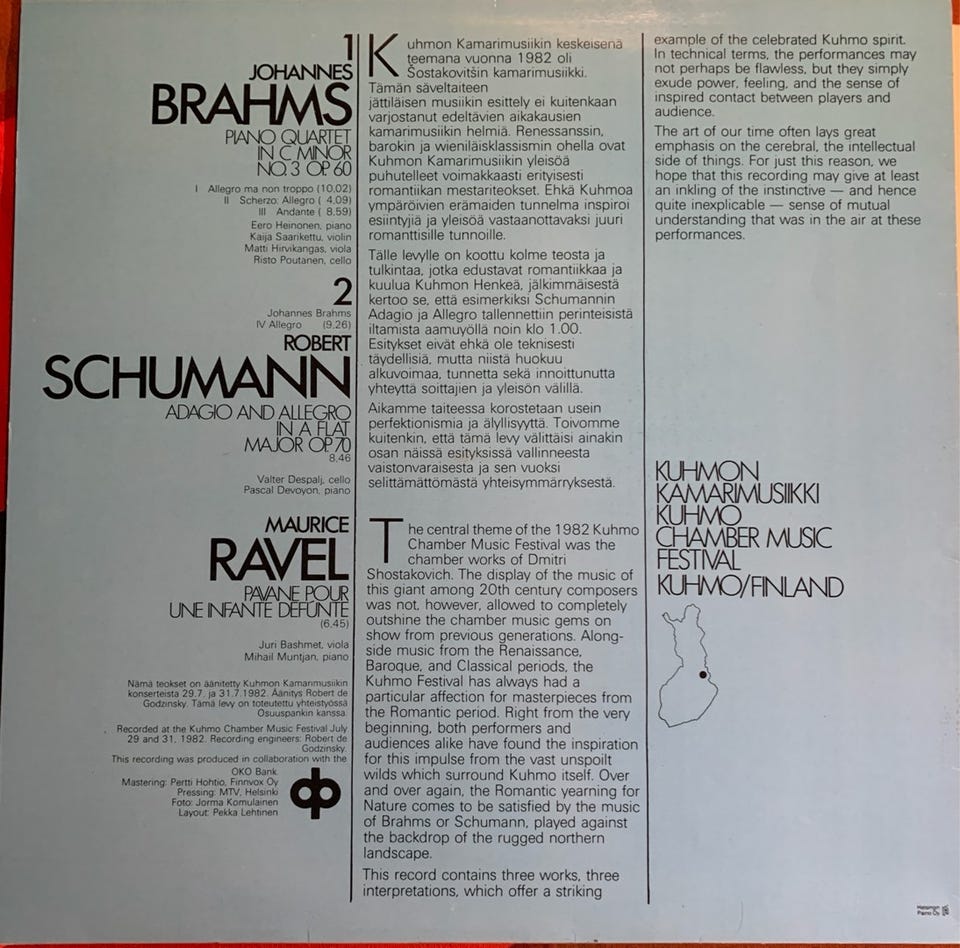 1
JOHANNES
BRAHMS
PIANO QUARTET
IN C MINOR
NO. 3 OP 60
I Allegro ma non troppo (10.02)
II Scherzo: Allegro ( 4.09)
III Andante ( 8.59)
Eero Heinonen, piano
Kaija Saarikettu, violin
Matti Hirvikangas, viola
Risto Poutanen, cello
2
Johannes Brahms
IV Allegro (9.26)
ROBERT
SCHUMANN
ADAGIO AND ALLEGRO
IN A FLAT
MAJOR OP. 70
8.46
Valter Despalj, cello
Pascal Devoyon, piano
MAURICE
RAVEL
PAVANE POUR
UNE INFANTE DEFUNTE
(6.45)
Juri Bashmet, viola
Mihail Muntjan, piano
Nämä teokset on äänitetty Kuhmon Kamarimusiikin
konserteista 29.7. ja 31.7.1982. Äänitys Robert de
Godzinsky. Tämä levy on toteutettu yhteistyössä
Osuuspankin kanssa.
Recorded at the Kuhmo Chamber Music Festival July
29 and 31, 1982. Recording engineers: Robert de
Godzinsky.
This recording was produced in collaboration with the
OKO Bank.
Mastering: Pertti Hohtio, Finnvox Oy
Pressing: MTV, Helsinki
Foto: Jorma Komulainen
Layout: Pekka Lehtinen
Kuhmon Kamarimusiikin keskeisenä
teemana vuonna 1982 oli
Šostakovitšin kamarimusiikki.
Tämän säveltaiteen
jättiläisen musiikin esittely ei kuitenkaan
varjostanut edeltävien aikakausien
kamarimusiikin helmiä. Renessanssin,
barokin ja wieniläisklassismin ohella ovat
Kuhmon Kamarimusiikin yleisöä
puhutelleet voimakkaasti erityisesti
romantiikan mestariteokset. Ehkä Kuhmoa
ympäröivien erämaiden tunnelma inspiroi
esiintyjiä ja yleisöä vastaanottavaksi juuri
romanttisille tunnoille.
Tälle levylle on koottu kolme teosta ja
tulkintaa, jotka edustavat romantiikkaa ja
kuulua Kuhmon Henkeä, jälkimmäisestä
kertoo se, että esimerkiksi Schumannin
Adagio ja Allegro tallennettiin perinteisistä
iltamista aamuyöllä noin klo 1.00.
Esitykset eivät ehkä ole teknisesti
täydellisiä, mutta niistä huokuu
alkuvoimaa, tunnetta sekä innoittunutta
yhteyttä soittajien ja yleisön välillä.
Aikamme taiteessa korostetaan usein
perfektionismia ja älyllisyyttä. Toivomme
kuitenkin, että tämä levy välittäisi ainakin
osan näissä esityksissä vallinneesta
vaistonvaraisesta ja sen vuoksi
selittämättömästä yhteisymmärryksestä.
The central theme of the 1982 Kuhmo
Chamber Music Festival was the
chamber works of Dmitri
Shostakovich. The display of the music of
this giant among 20th century composers
was not, however, allowed to completely
outshine the chamber music gems on
show from previous generations. Along-
side music from the Renaissance,
Baroque, and Classical periods, the
Kuhmo Festival has always had a
particular affection for masterpieces from
the Romantic period. Right from the very
beginning, both performers and
audiences alike have found the inspiration
for this impulse from the vast unspoilt
wilds which surround Kuhmo itself. Over
and over again, the Romantic yearning for
Nature comes to be satisfied by the music
of Brahms or Schumann, played against
the backdrop of the rugged northern
landscape.
This record contains three works, three
interpretations, which offer a striking
example of the celebrated Kuhmo spirit.
In technical terms, the performances may
not perhaps be flawless, but they simply
exude power, feeling, and the sense of
inspired contact between players and
audience.
The art of our time often lays great
emphasis on the cerebral, the intellectual
side of things. For just this reason, we
hope that this recording may give at least
an inkling of the instinctive — and hence
quite inexplicable — sense of mutual
understanding that was in the air at these
performances.
KUHMON
KAMARIMUSIIKKI
KUHMO
CHAMBER MUSIC
FESTIVAL
KUHMO/FINLAND
Paino Oy